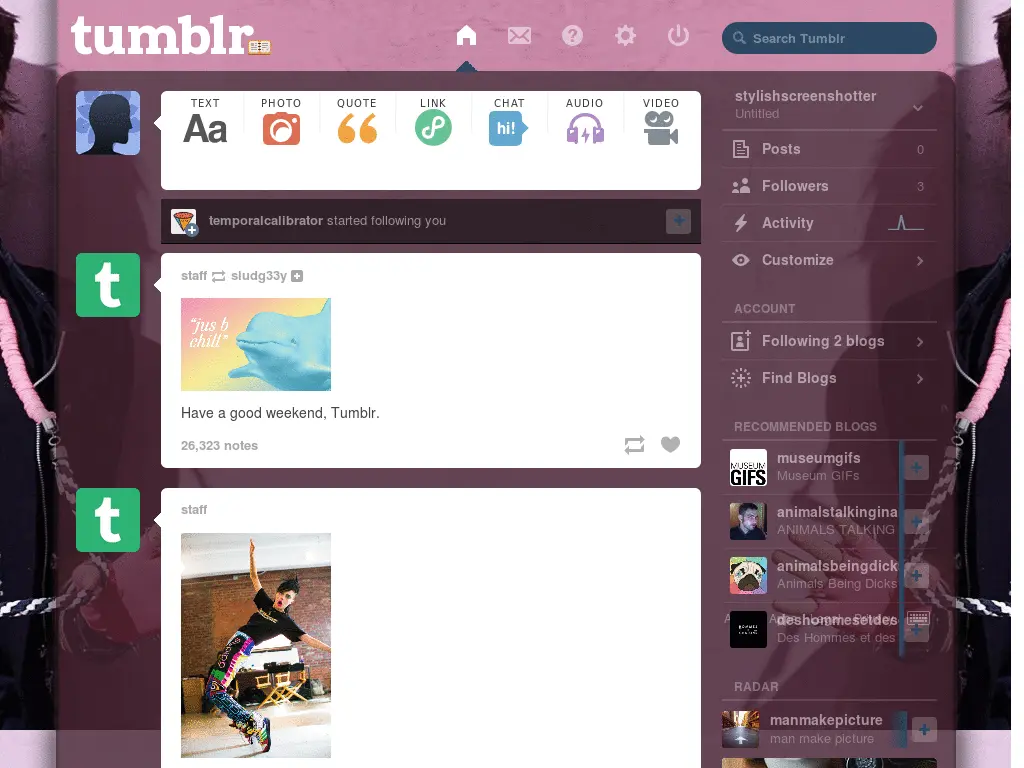 tumblr
Search Tumblr
TEXT
PHOTO
QUOTE
LINK
CHAT
AUDIO
VIDEO
Aa
hi!
temporalcalibrator started following you
t
staff sludg33y
"jus b
chill"
Have a good weekend, Tumblr.
26,323 notes
t
staff
stylishscreenshotter
Untitled
Posts 0
Followers 3
Activity
Customize
ACCOUNT
Following 2 blogs
Find Blogs
RECOMMENDED BLOGS
MUSEUM
GIFS
museumgifs
Museum GIFs
animalstalkingina
ANIMALS TALKING
animalsbeingdick
Animals Being Dicks
deshommesetdes
Des Hommes et des
RADAR
manmakepicture
man make picture